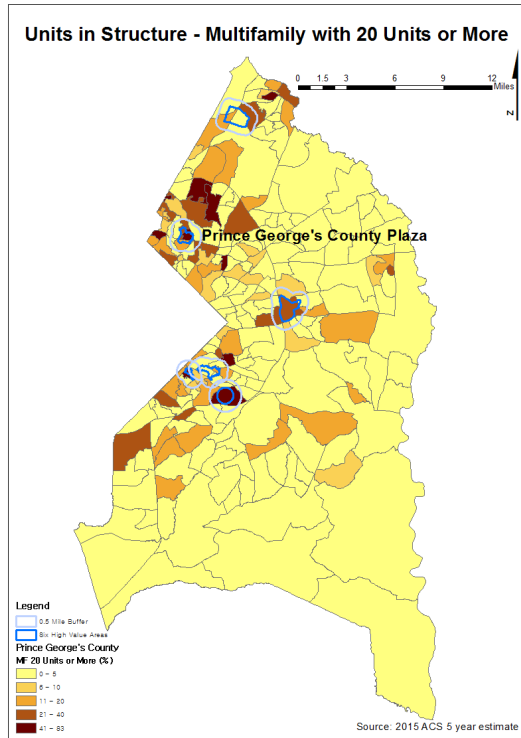 Units in Structure - Multifamily with 20 Units or More
0 1.5 3 6 9 12
Miles
N
Prince George's County Plaza
Legend
0.5 Mile Buffer
Six High Value Areas
Prince George's County
MF 20 Units or More (%)
0 - 5
6 - 10
11 - 20
21 - 40
41 - 83
Source: 2015 ACS 5 year estimate